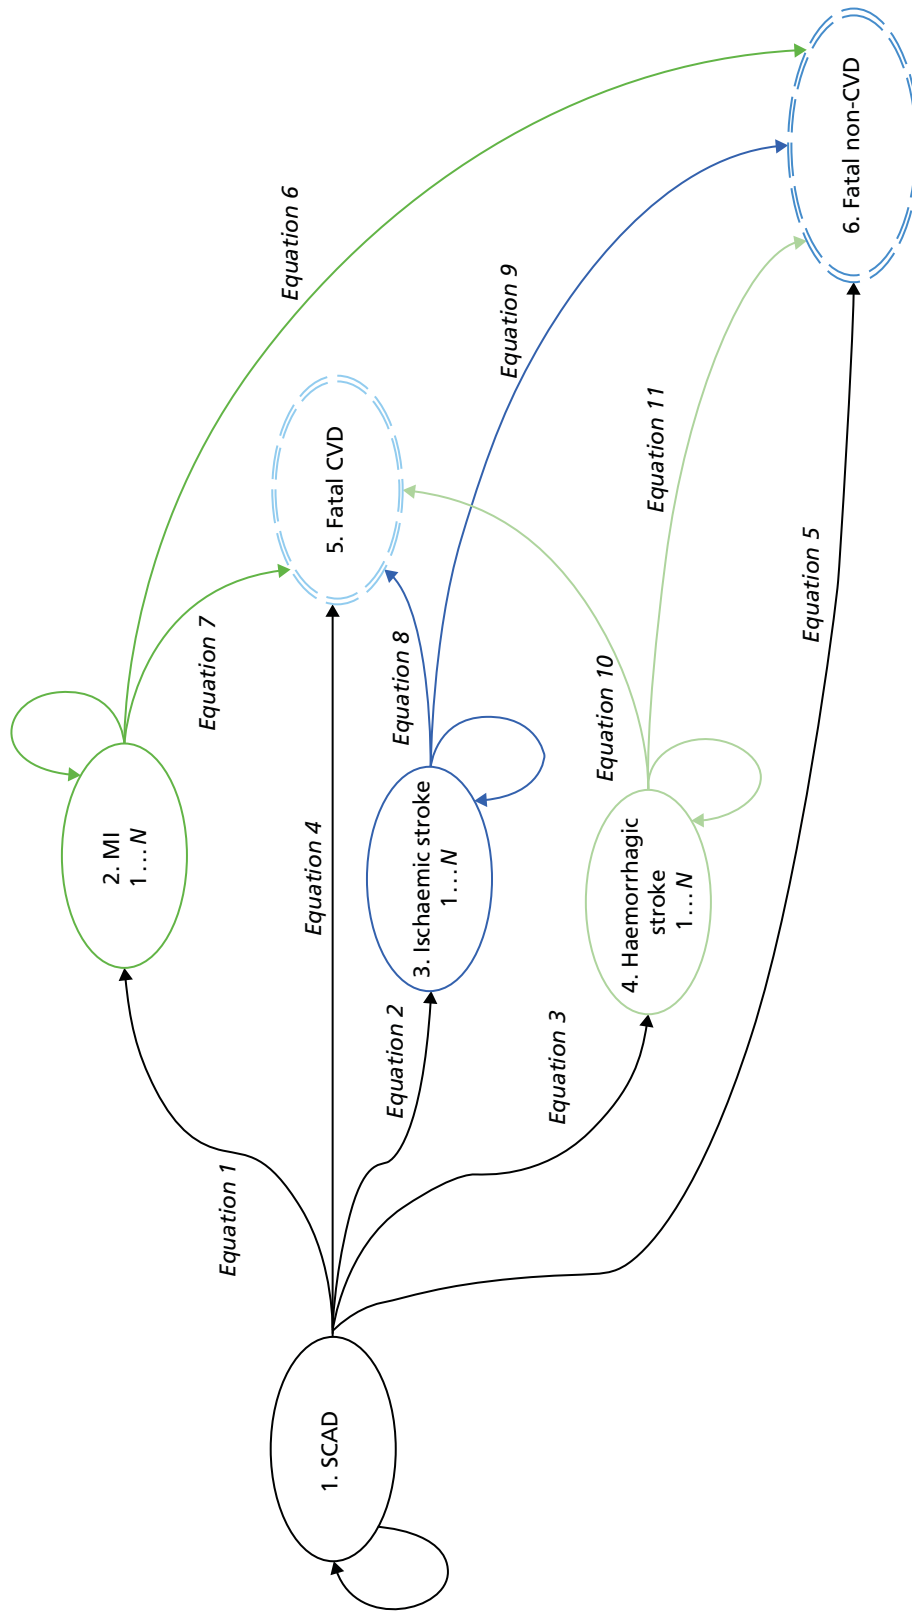 1. SCAD
Equation 1
Equation 4
Equation 2
Equation 3
Equation 5
2. MI
1…N
3. Ischaemic stroke
1…N
4. Haemorrhagic
stroke
1…N
Equation 7
Equation 8
Equation 10
Equation 6
Equation 9
Equation 11
5. Fatal CVD
6. Fatal non-CVD